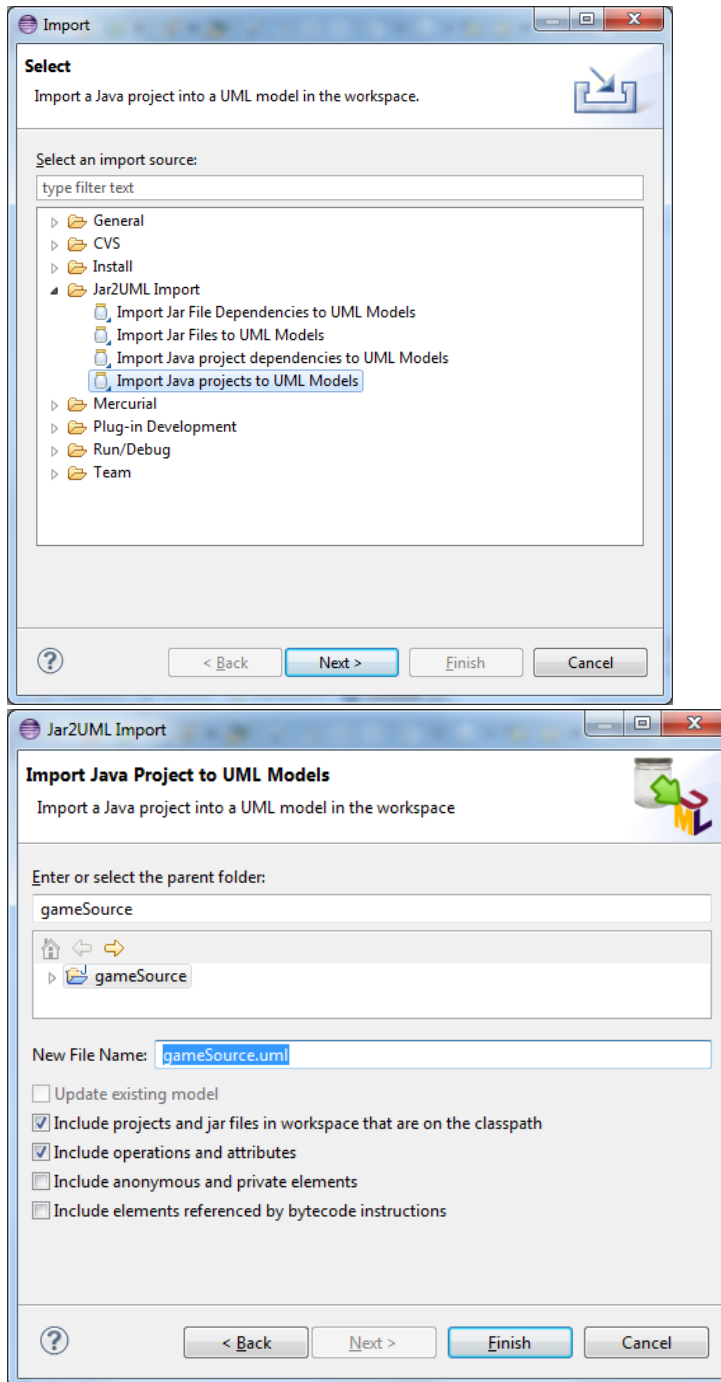 Import
Select
Import a Java project into a UML model in the workspace.
Select an import source:
type filter text
General
CVS
Install
Jar2UML Import
Import Jar File Dependencies to UML Models
Import Jar Files to UML Models
Import Java project dependencies to UML Models
Import Java projects to UML Models
Mercurial
Plug-in Development
Run/Debug
Team
?
< Back Next > Finish Cancel
Jar2UML Import
Import Java Project to UML Models
Import a Java project into a UML model in the workspace
UML
Enter or select the parent folder:
gameSource
gameSource
New File Name: gameSource.uml
Update existing model
Include projects and jar files in workspace that are on the classpath
Include operations and attributes
Include anonymous and private elements
Include elements referenced by bytecode instructions
?
< Back Next > Finish Cancel